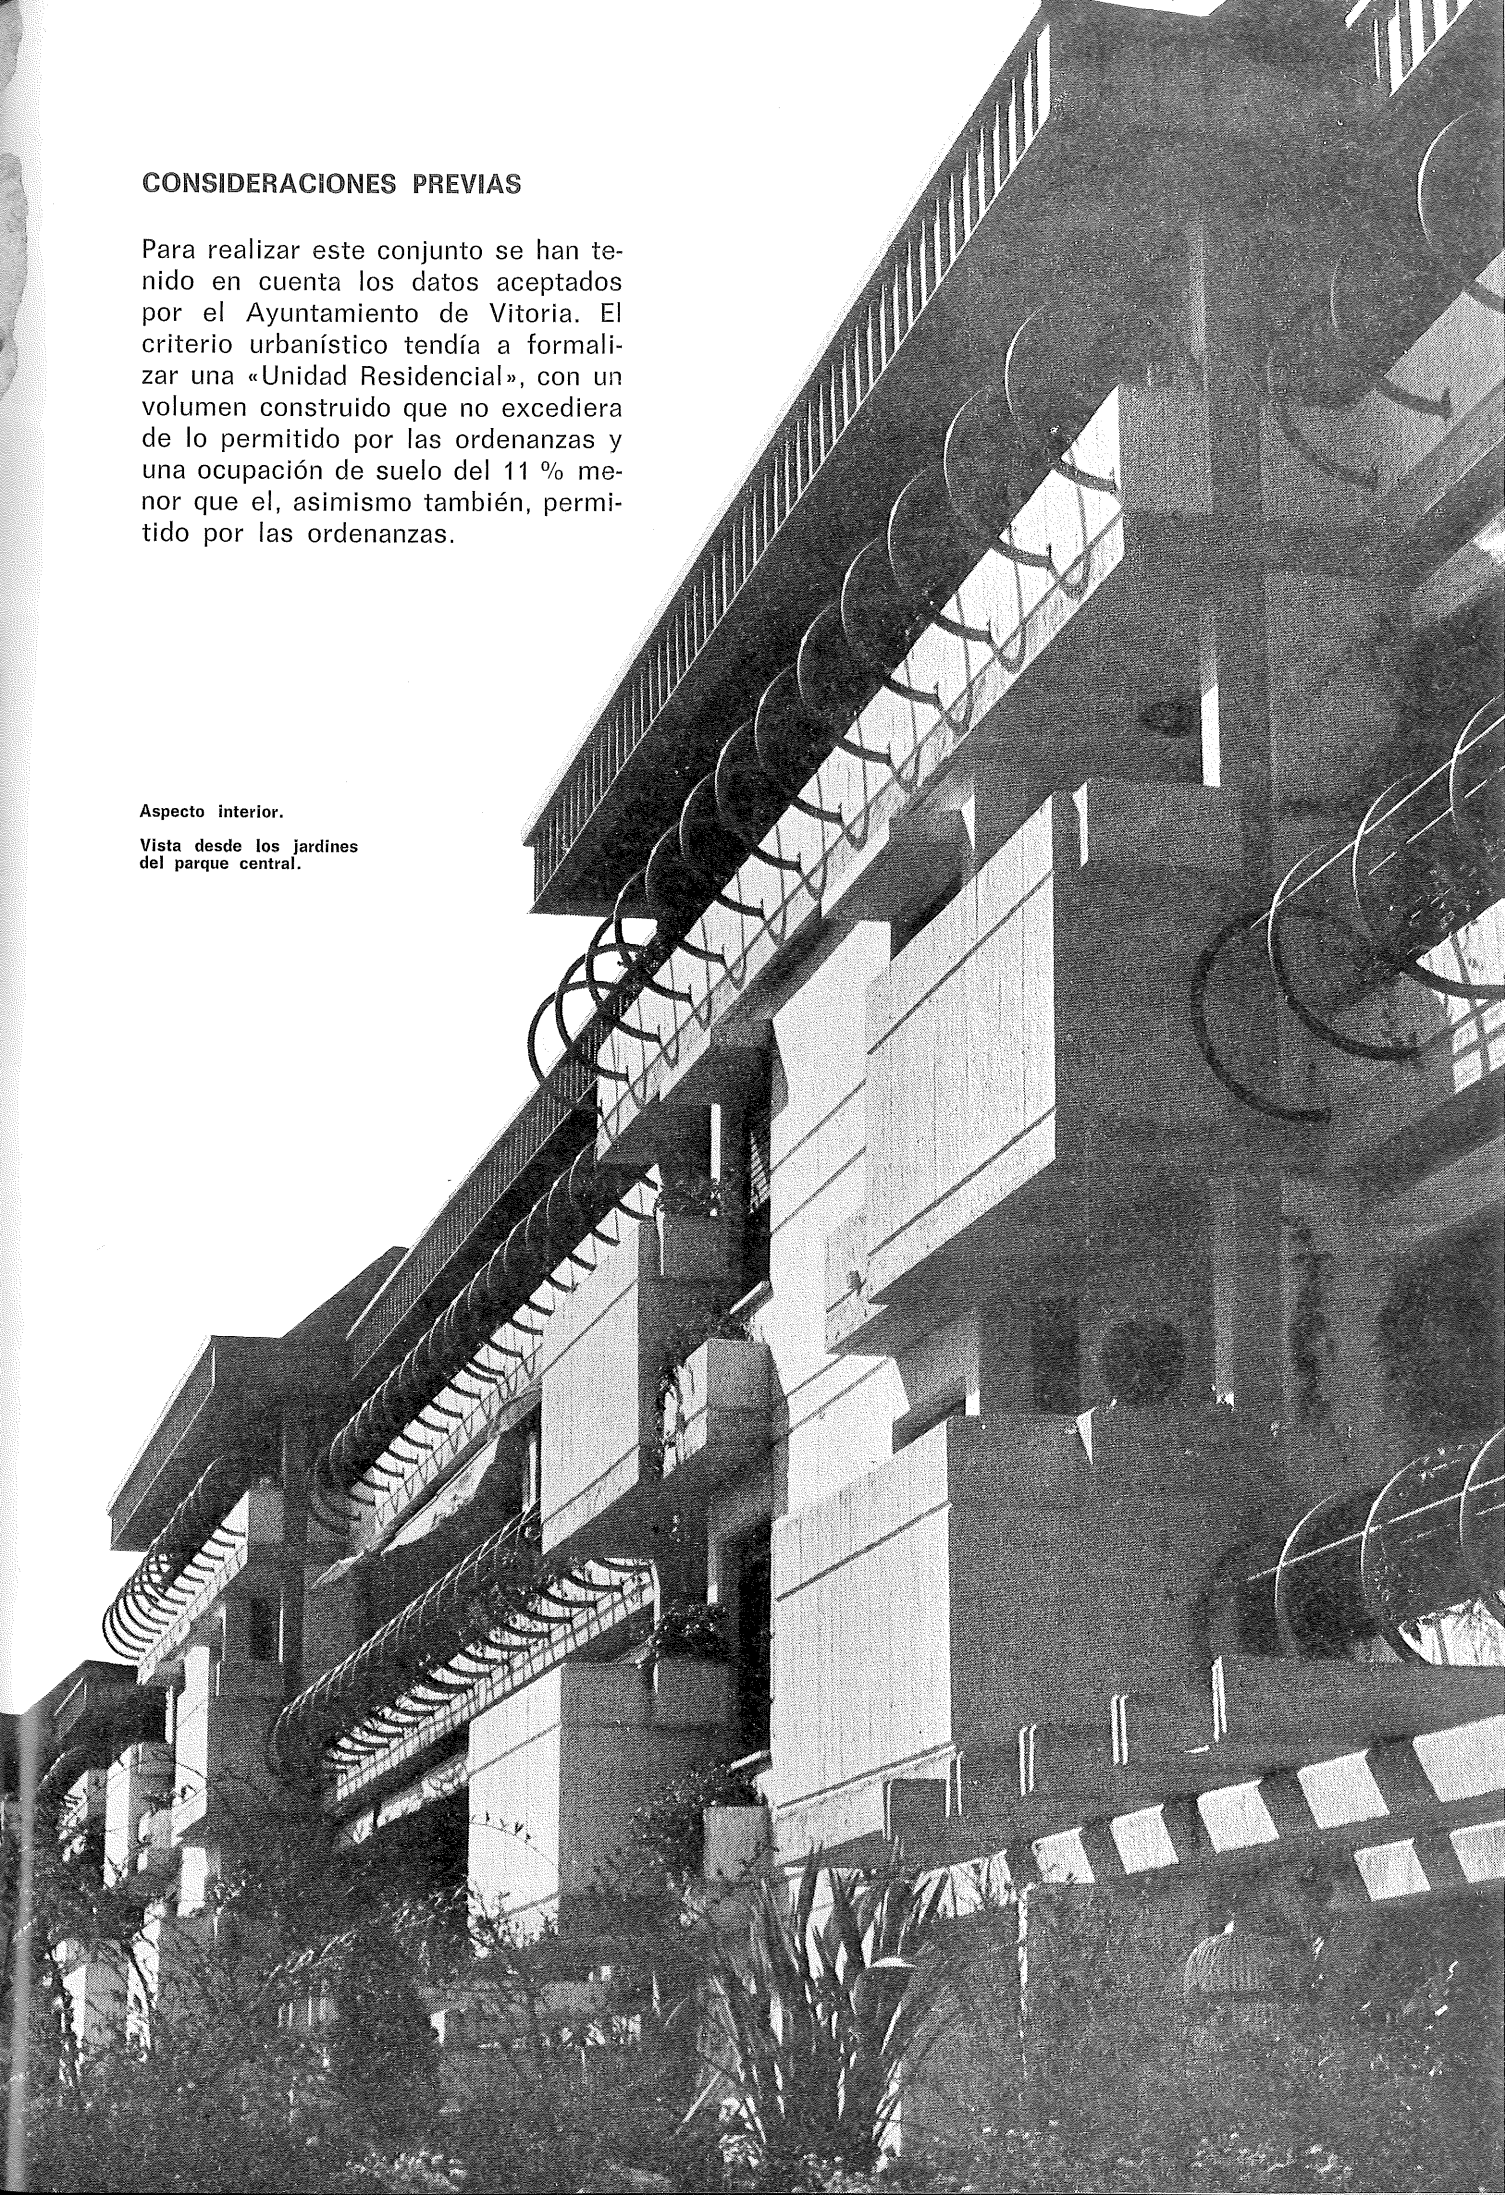 CONSIDERACIONES PREVIAS
Para realizar este conjunto se han te-
nido en cuenta los datos aceptados
por el Ayuntamiento de Vitoria. El
criterio urbanístico tendía a formali-
zar una «Unidad Residencial», con un
volumen construido que no excediera
de lo permitido por las ordenanzas y
una ocupación de suelo del 11 % me-
nor que el, asimismo también, permi-
tido por las ordenanzas.
Aspecto interior.
Vista desde los jardines
del parque central.